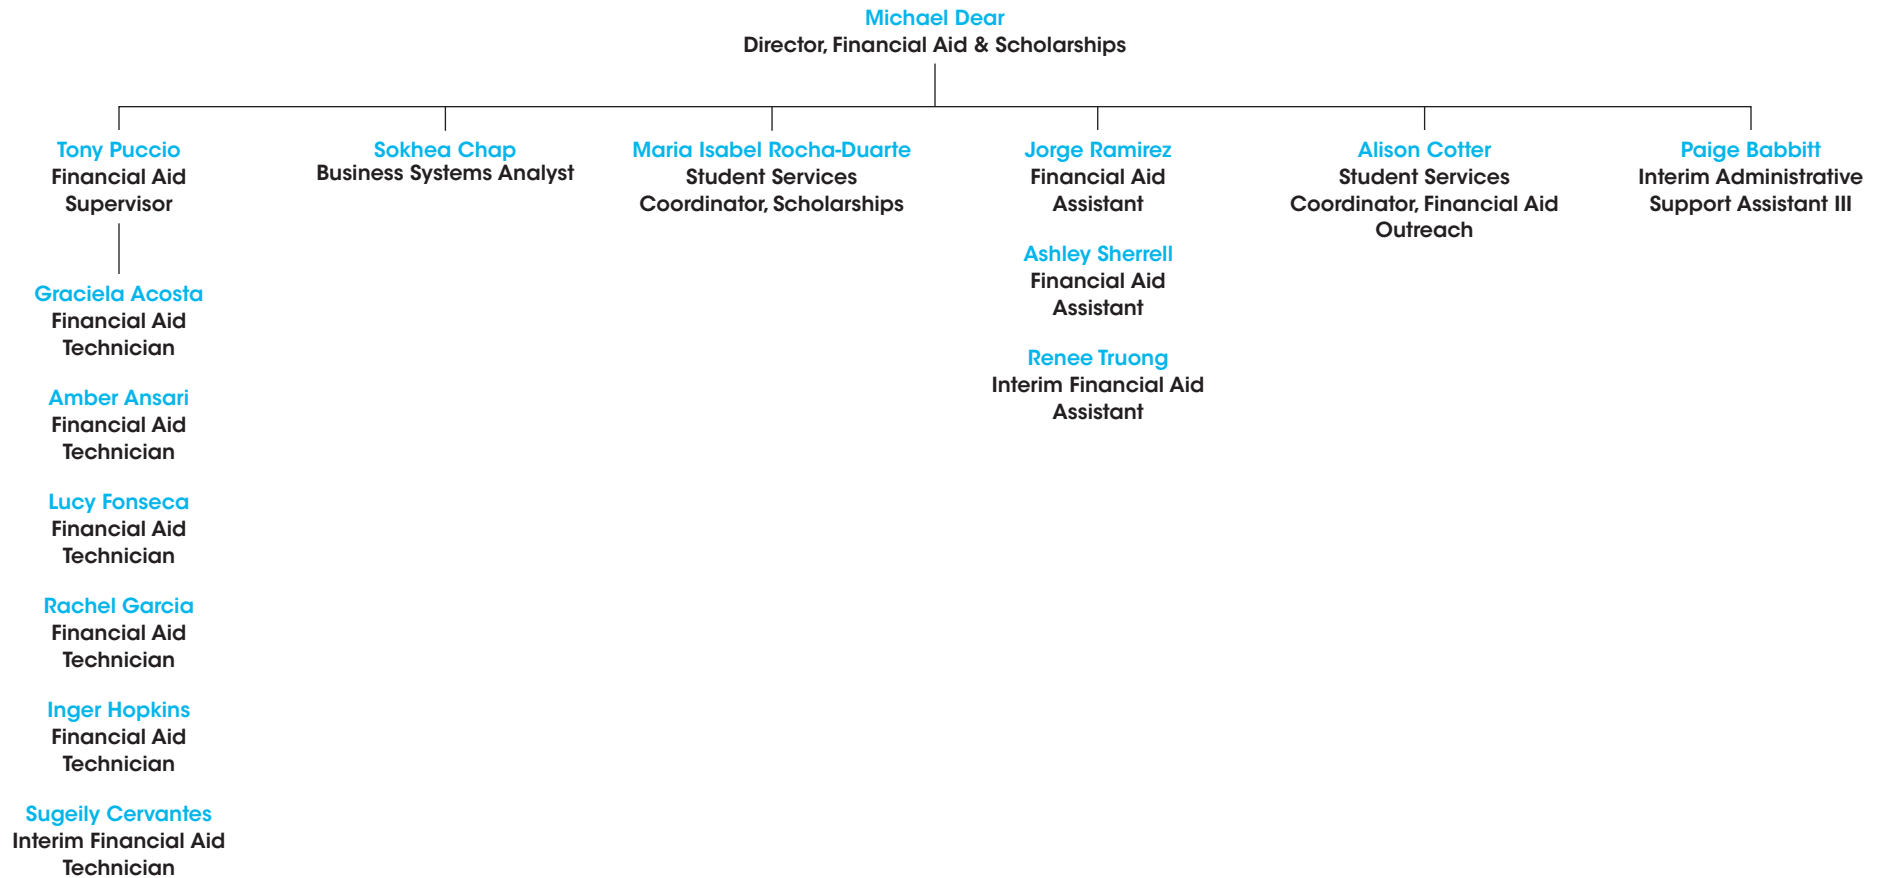 Michael Dear
Director, Financial Aid & Scholarships
Tony Puccio
Financial Aid
Supervisor
Graciela Acosta
Financial Aid
Technician
Amber Ansari
Financial Aid
Technician
Lucy Fonseca
Financial Aid
Technician
Rachel Garcia
Financial Aid
Technician
Inger Hopkins
Financial Aid
Technician
Sugeily Cervantes
Interim Financial Aid
Technician
Sokhea Chap
Business Systems Analyst
Maria Isabel Rocha-Duarte
Student Services
Coordinator, Scholarships
Jorge Ramirez
Financial Aid
Assistant
Ashley Sherrell
Financial Aid
Assistant
Renee Truong
Interim Financial Aid
Assistant
Alison Cotter
Student Services
Coordinator, Financial Aid
Outreach
Paige Babbitt
Interim Administrative
Support Assistant III